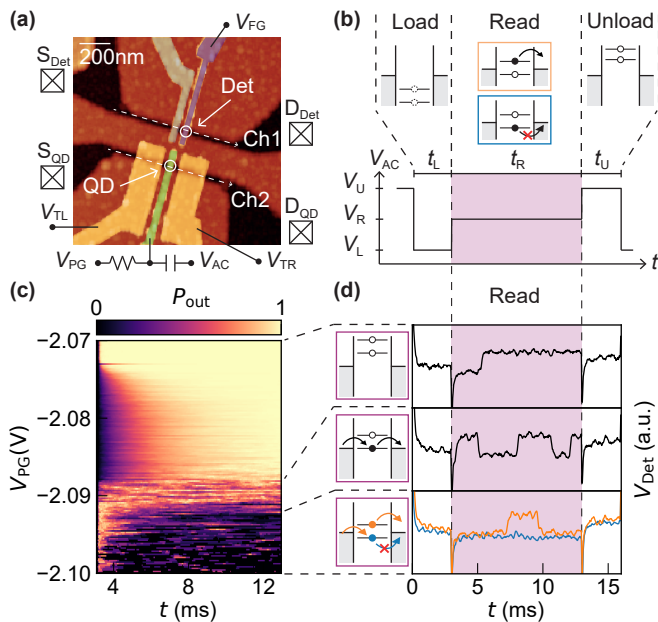 (a)
V_FG
200nm
S_Det
Det
D_Det
Ch1
S_QD
QD
Ch2
D_QD
V_TL
V_PG
V_AC
V_TR
(b)
Load
Read
Unload
V_AC
t_L
t_R
t_U
V_U
V_R
V_L
t
(c)
P_out
0
1
−2.07
−2.08
−2.09
−2.10
V_PG(V)
4
8
12
t (ms)
(d)
Read
V_Det (a.u.)
0
5
10
15
t (ms)